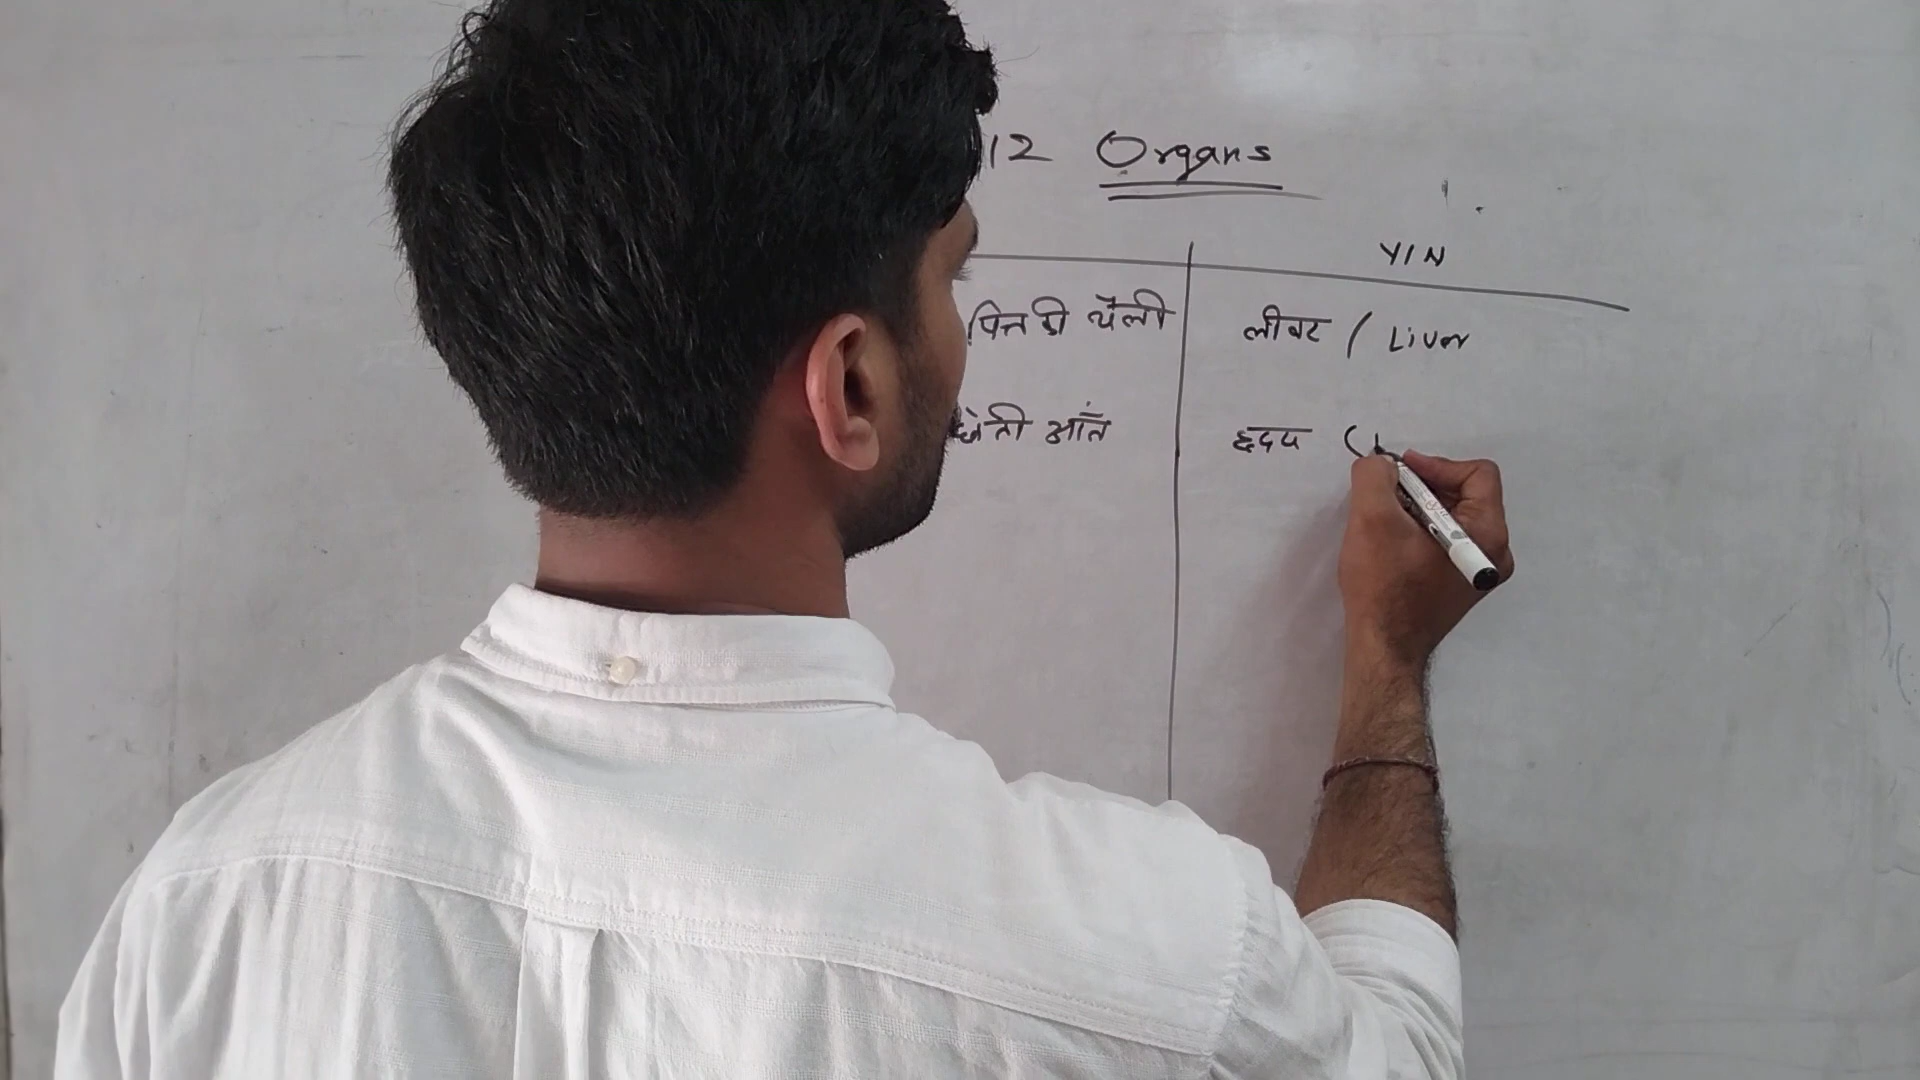 12 Organs
YIN
पित्त की थैली लीवर / Liver
छोटी आँत हृदय (